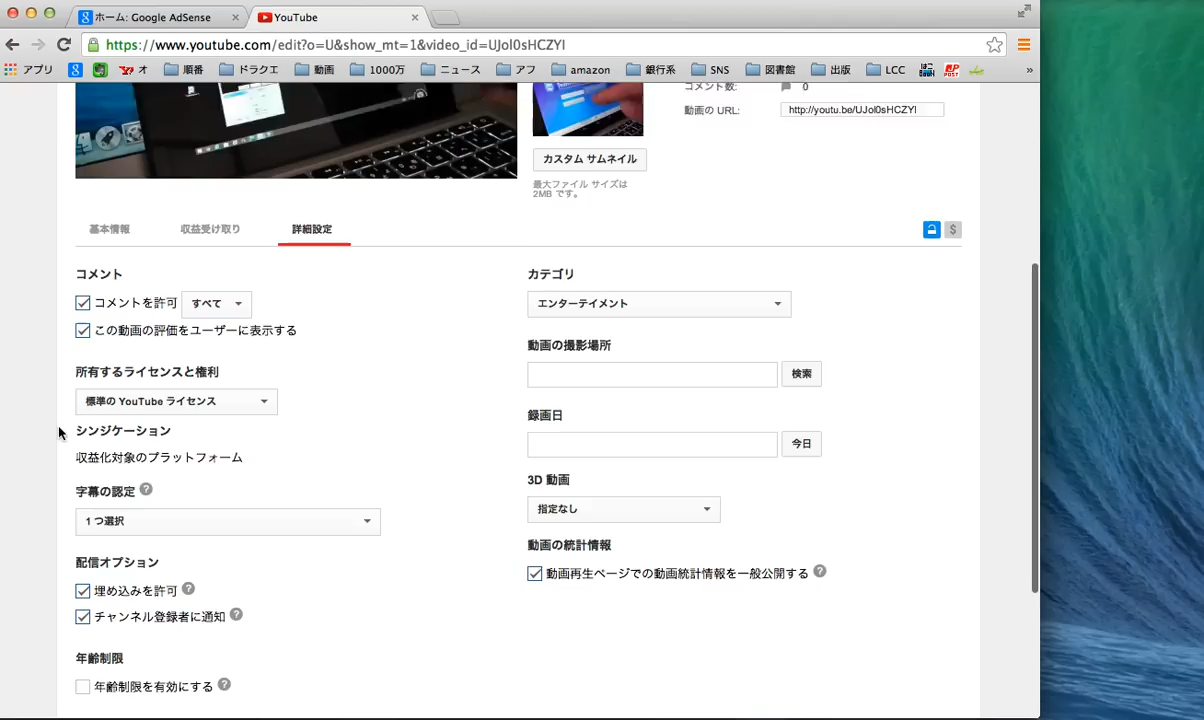 ホーム: Google AdSense
YouTube
https://www.youtube.com/edit?o=U&show_mt=1&video_id=UJol0sHCZYI
アプリ
オ
順番
ドラクエ
動画
1000万
ニュース
アフ
amazon
銀行系
SNS
図書館
出版
LCC
»
コメント数: 0
動画の URL: http://youtu.be/UJol0sHCZYI
カスタム サムネイル
最大ファイル サイズは
2MB です。
基本情報
収益受け取り
詳細設定
$
コメント
コメントを許可 すべて
この動画の評価をユーザーに表示する
所有するライセンスと権利
標準の YouTube ライセンス
シンジケーション
収益化対象のプラットフォーム
字幕の認定 ?
1 つ選択
配信オプション
埋め込みを許可 ?
チャンネル登録者に通知 ?
年齢制限
年齢制限を有効にする ?
カテゴリ
エンターテイメント
動画の撮影場所
検索
録画日
今日
3D 動画
指定なし
動画の統計情報
動画再生ページでの動画統計情報を一般公開する ?